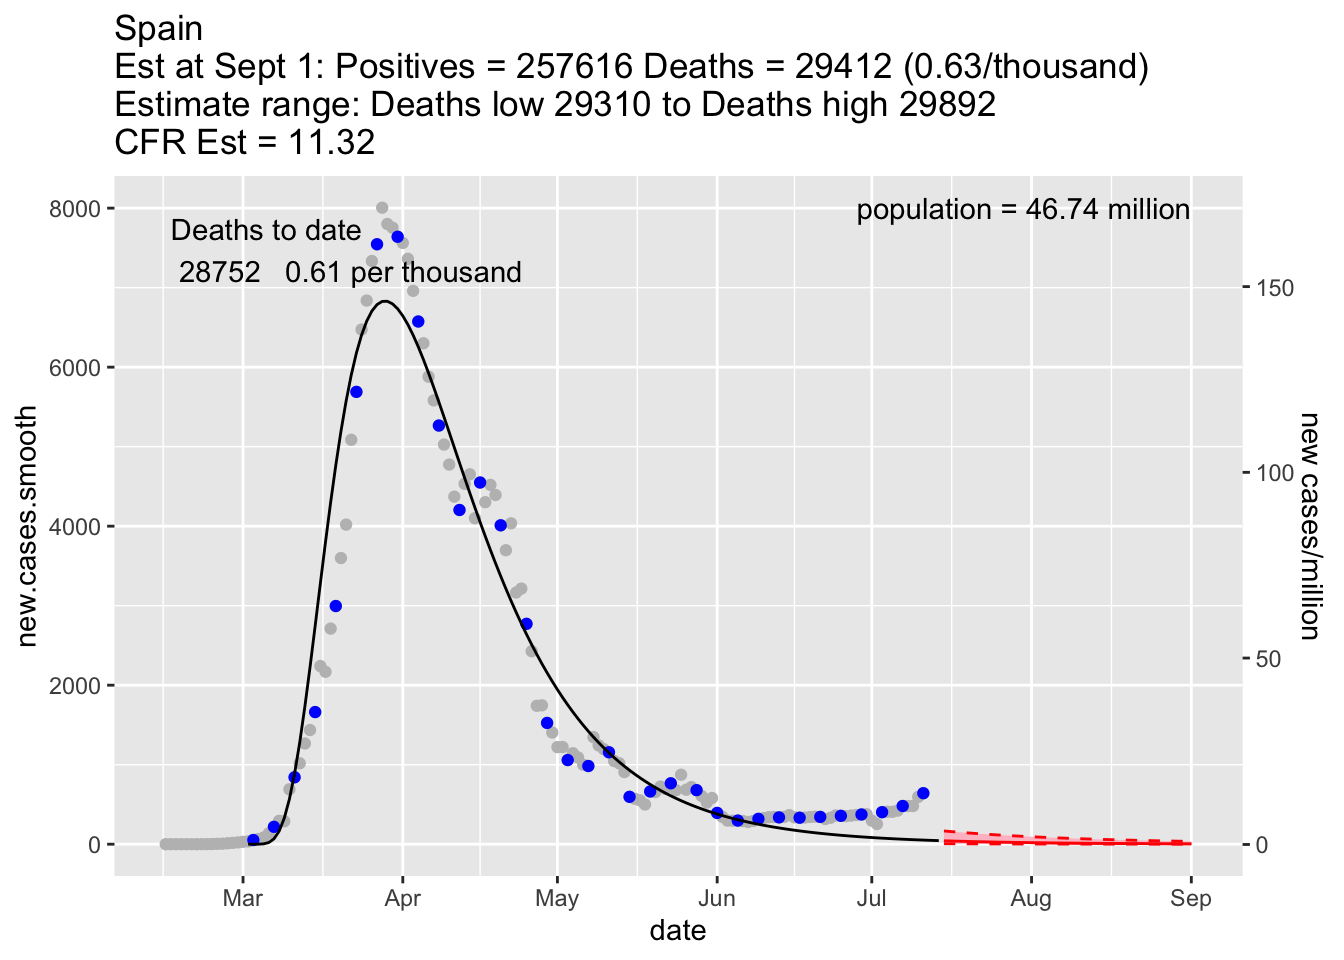 Spain
Est at Sept 1: Positives = 257616 Deaths = 29412 (0.63/thousand)
Estimate range: Deaths low 29310 to Deaths high 29892
CFR Est = 11.32
population = 46.74 million
Deaths to date
28752 0.61 per thousand
new.cases.smooth
8000
6000
4000
2000
0
150
100
50
0
new cases/million
Mar Apr May Jun Jul Aug Sep
date